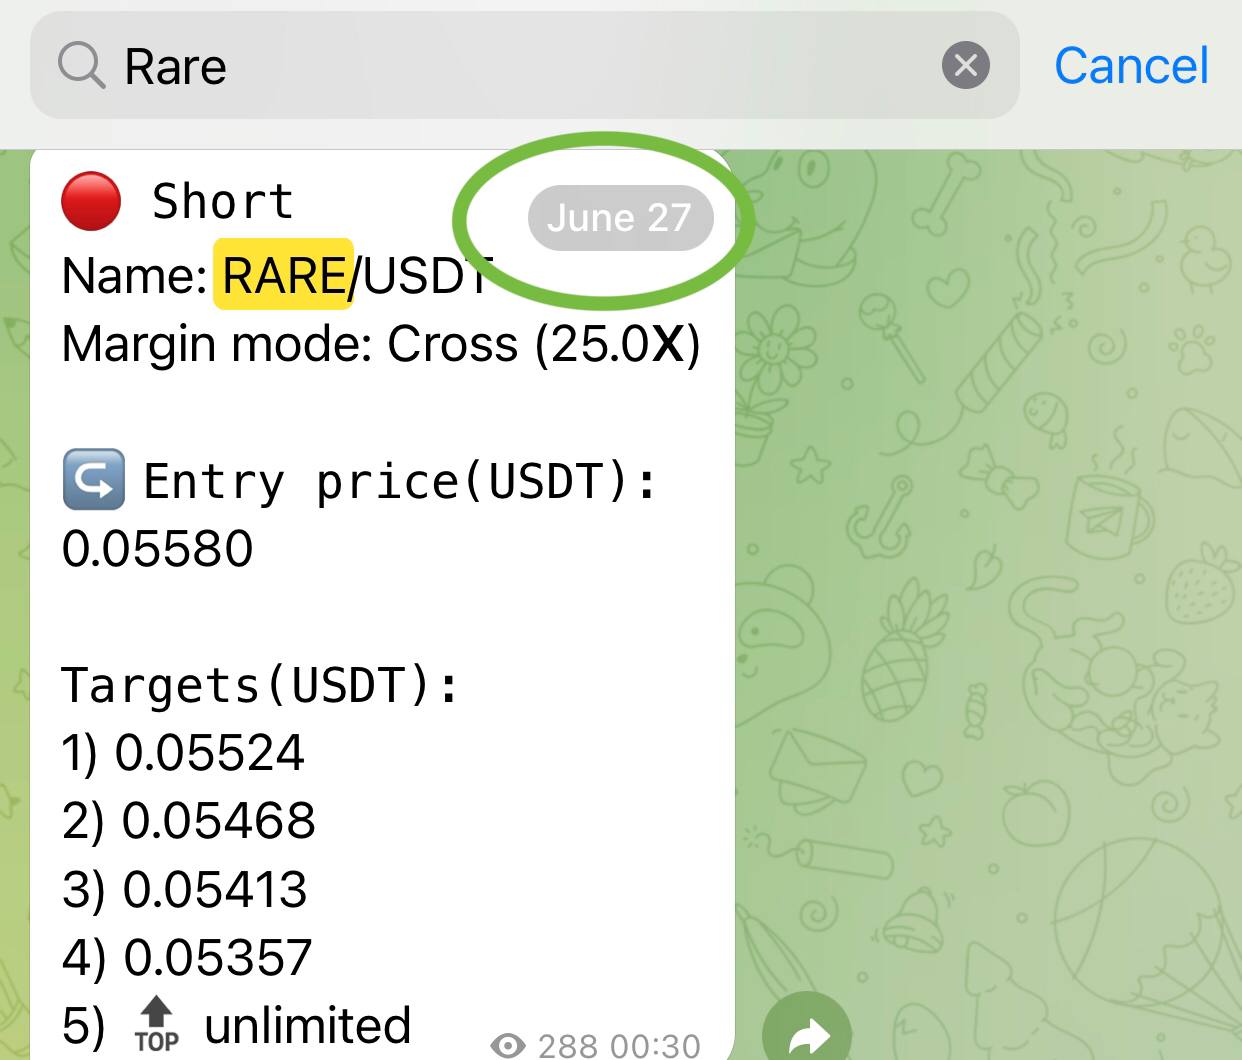 Rare
Cancel
Short
June 27
Name: RARE/USDT
Margin mode: Cross (25.0X)
Entry price(USDT):
0.05580
Targets(USDT):
1) 0.05524
2) 0.05468
3) 0.05413
4) 0.05357
5) TOP unlimited
288 00:30